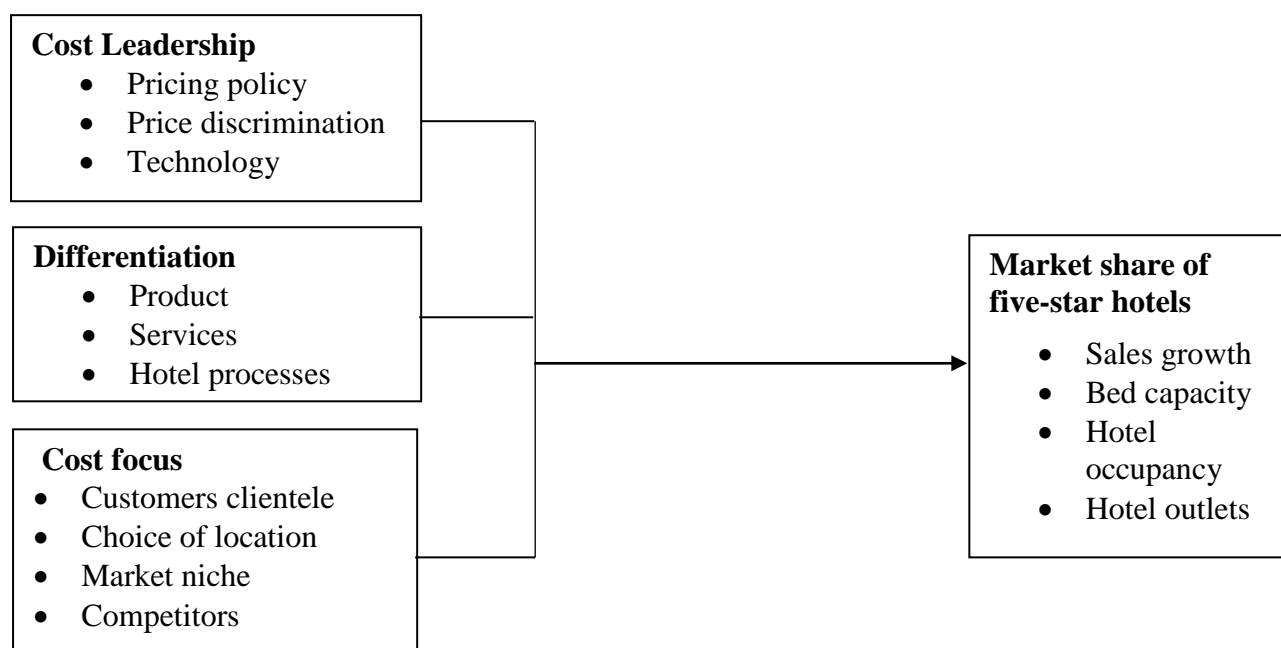 Cost Leadership
• Pricing policy
• Price discrimination
• Technology
Differentiation
• Product
• Services
• Hotel processes
Cost focus
• Customers clientele
• Choice of location
• Market niche
• Competitors
Market share of
five-star hotels
• Sales growth
• Bed capacity
• Hotel
occupancy
• Hotel outlets